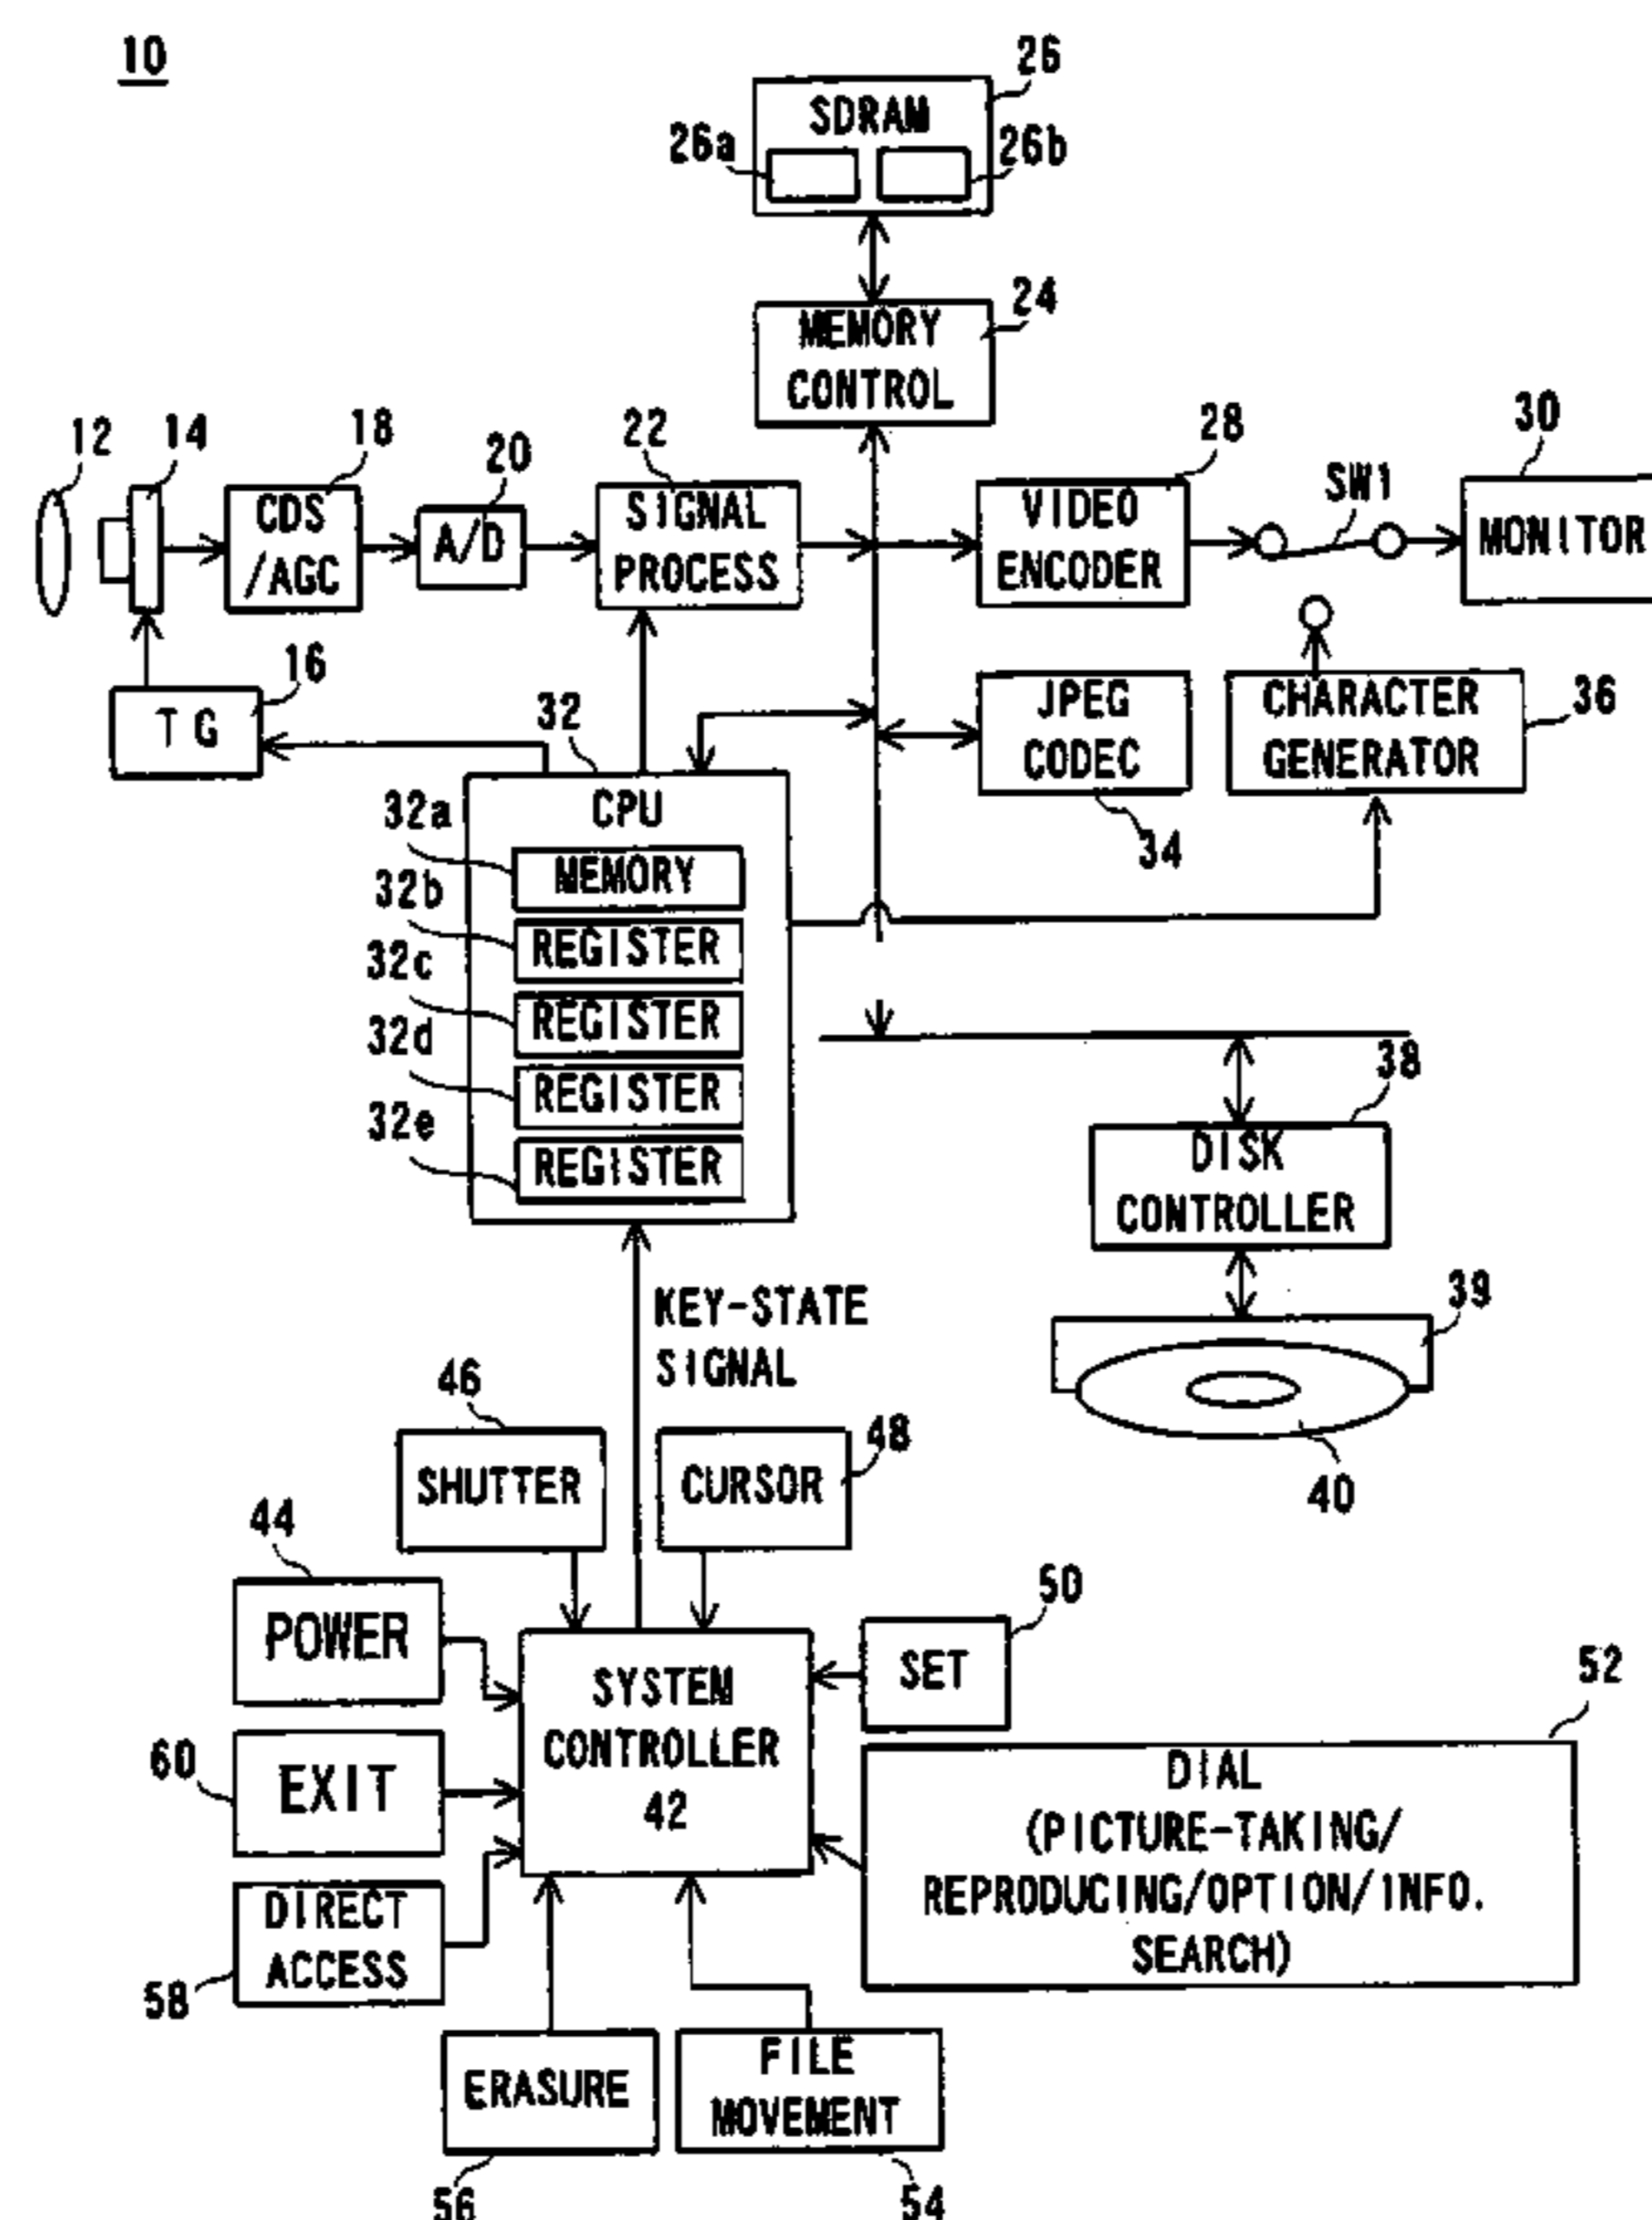 10
26
SDRAM
26a
26b
24
MEMORY
CONTROL
12
14
18
20
22
28
30
SW1
CDS
/AGC
A/D
SIGNAL
PROCESS
VIDEO
ENCODER
MONITOR
16
TG
32
JPEG
CODEC
34
CHARACTER
GENERATOR
36
CPU
32a
MEMORY
32b
REGISTER
32c
REGISTER
32d
REGISTER
32e
REGISTER
38
DISK
CONTROLLER
39
40
KEY-STATE
SIGNAL
46
SHUTTER
48
CURSOR
44
POWER
50
SET
52
SYSTEM
CONTROLLER
42
60
EXIT
DIAL
(PICTURE-TAKING/
REPRODUCING/OPTION/INFO.
SEARCH)
DIRECT
ACCESS
58
ERASURE
56
FILE
MOVEMENT
54